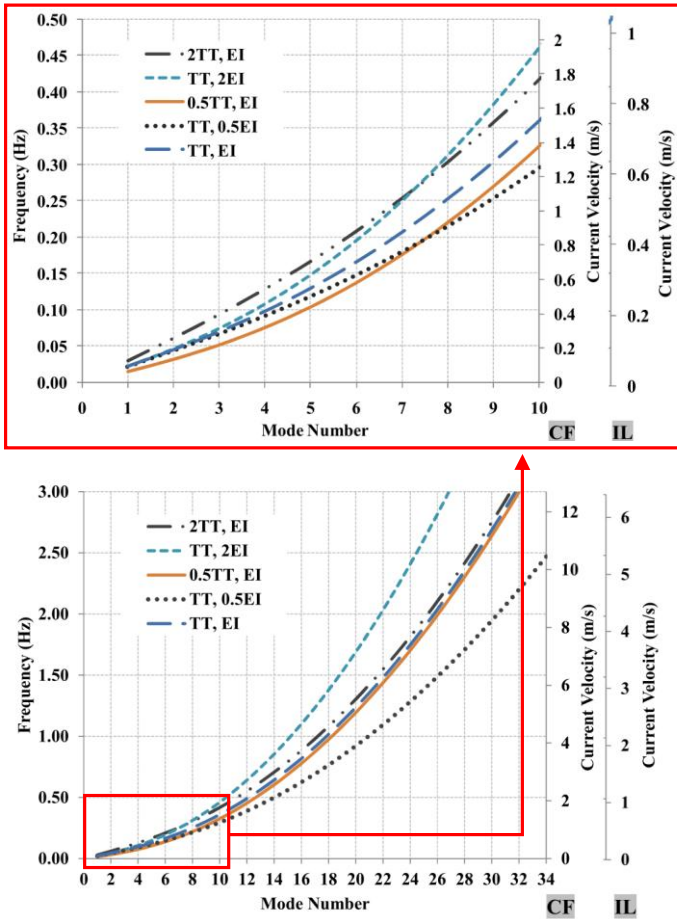 0.50
0.45
0.40
0.35
0.30
0.25
0.20
0.15
0.10
0.05
0.00
Frequency (Hz)
2TT, EI
TT, 2EI
0.5TT, EI
TT, 0.5EI
TT, EI
0 1 2 3 4 5 6 7 8 9 10
Mode Number
2
1.8
1.6
1.4
1.2
1
0.8
0.6
0.4
0.2
0
Current Velocity (m/s)
CF
1
0.8
0.6
0.4
0.2
0
Current Velocity (m/s)
IL
3.00
2.50
2.00
1.50
1.00
0.50
0.00
Frequency (Hz)
2TT, EI
TT, 2EI
0.5TT, EI
TT, 0.5EI
TT, EI
0 2 4 6 8 10 12 14 16 18 20 22 24 26 28 30 32 34
Mode Number
12
10
8
6
4
2
0
Current Velocity (m/s)
CF
6
5
4
3
2
1
0
Current Velocity (m/s)
IL